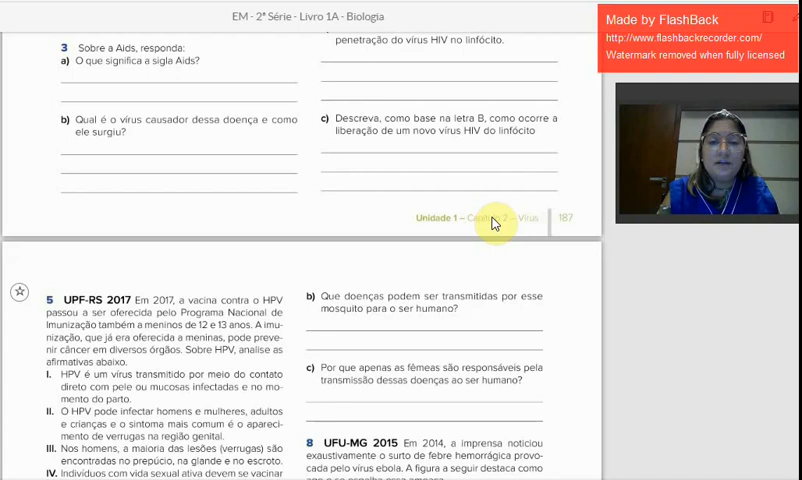 EM - 2ª Série - Livro 1A - Biologia
Made by FlashBack
http://www.flashbackrecorder.com/
Watermark removed when fully licensed
3 Sobre a Aids, responda:
a) O que significa a sigla Aids?
b) Qual é o vírus causador dessa doença e como
ele surgiu?
penetração do vírus HIV no linfócito.
c) Descreva, como base na letra B, como ocorre a
liberação de um novo vírus HIV do linfócito
Unidade 1 – Capítulo 2 – Vírus 187
5 UPF-RS 2017 Em 2017, a vacina contra o HPV
passou a ser oferecida pelo Programa Nacional de
Imunização também a meninos de 12 e 13 anos. A imu-
nização, que já era oferecida a meninas, pode preve-
nir câncer em diversos órgãos. Sobre HPV, analise as
afirmativas abaixo.
I. HPV é um vírus transmitido por meio do contato
direto com pele ou mucosas infectadas e no mo-
mento do parto.
II. O HPV pode infectar homens e mulheres, adultos
e crianças e o sintoma mais comum é o apareci-
mento de verrugas na região genital.
III. Nos homens, a maioria das lesões (verrugas) são
encontradas no prepúcio, na glande e no escroto.
IV. Indivíduos com vida sexual ativa devem se vacinar
b) Que doenças podem ser transmitidas por esse
mosquito para o ser humano?
c) Por que apenas as fêmeas são responsáveis pela
transmissão dessas doenças ao ser humano?
8 UFU-MG 2015 Em 2014, a imprensa noticiou
exaustivamente o surto de febre hemorrágica provo-
cada pelo vírus ebola. A figura a seguir destaca como